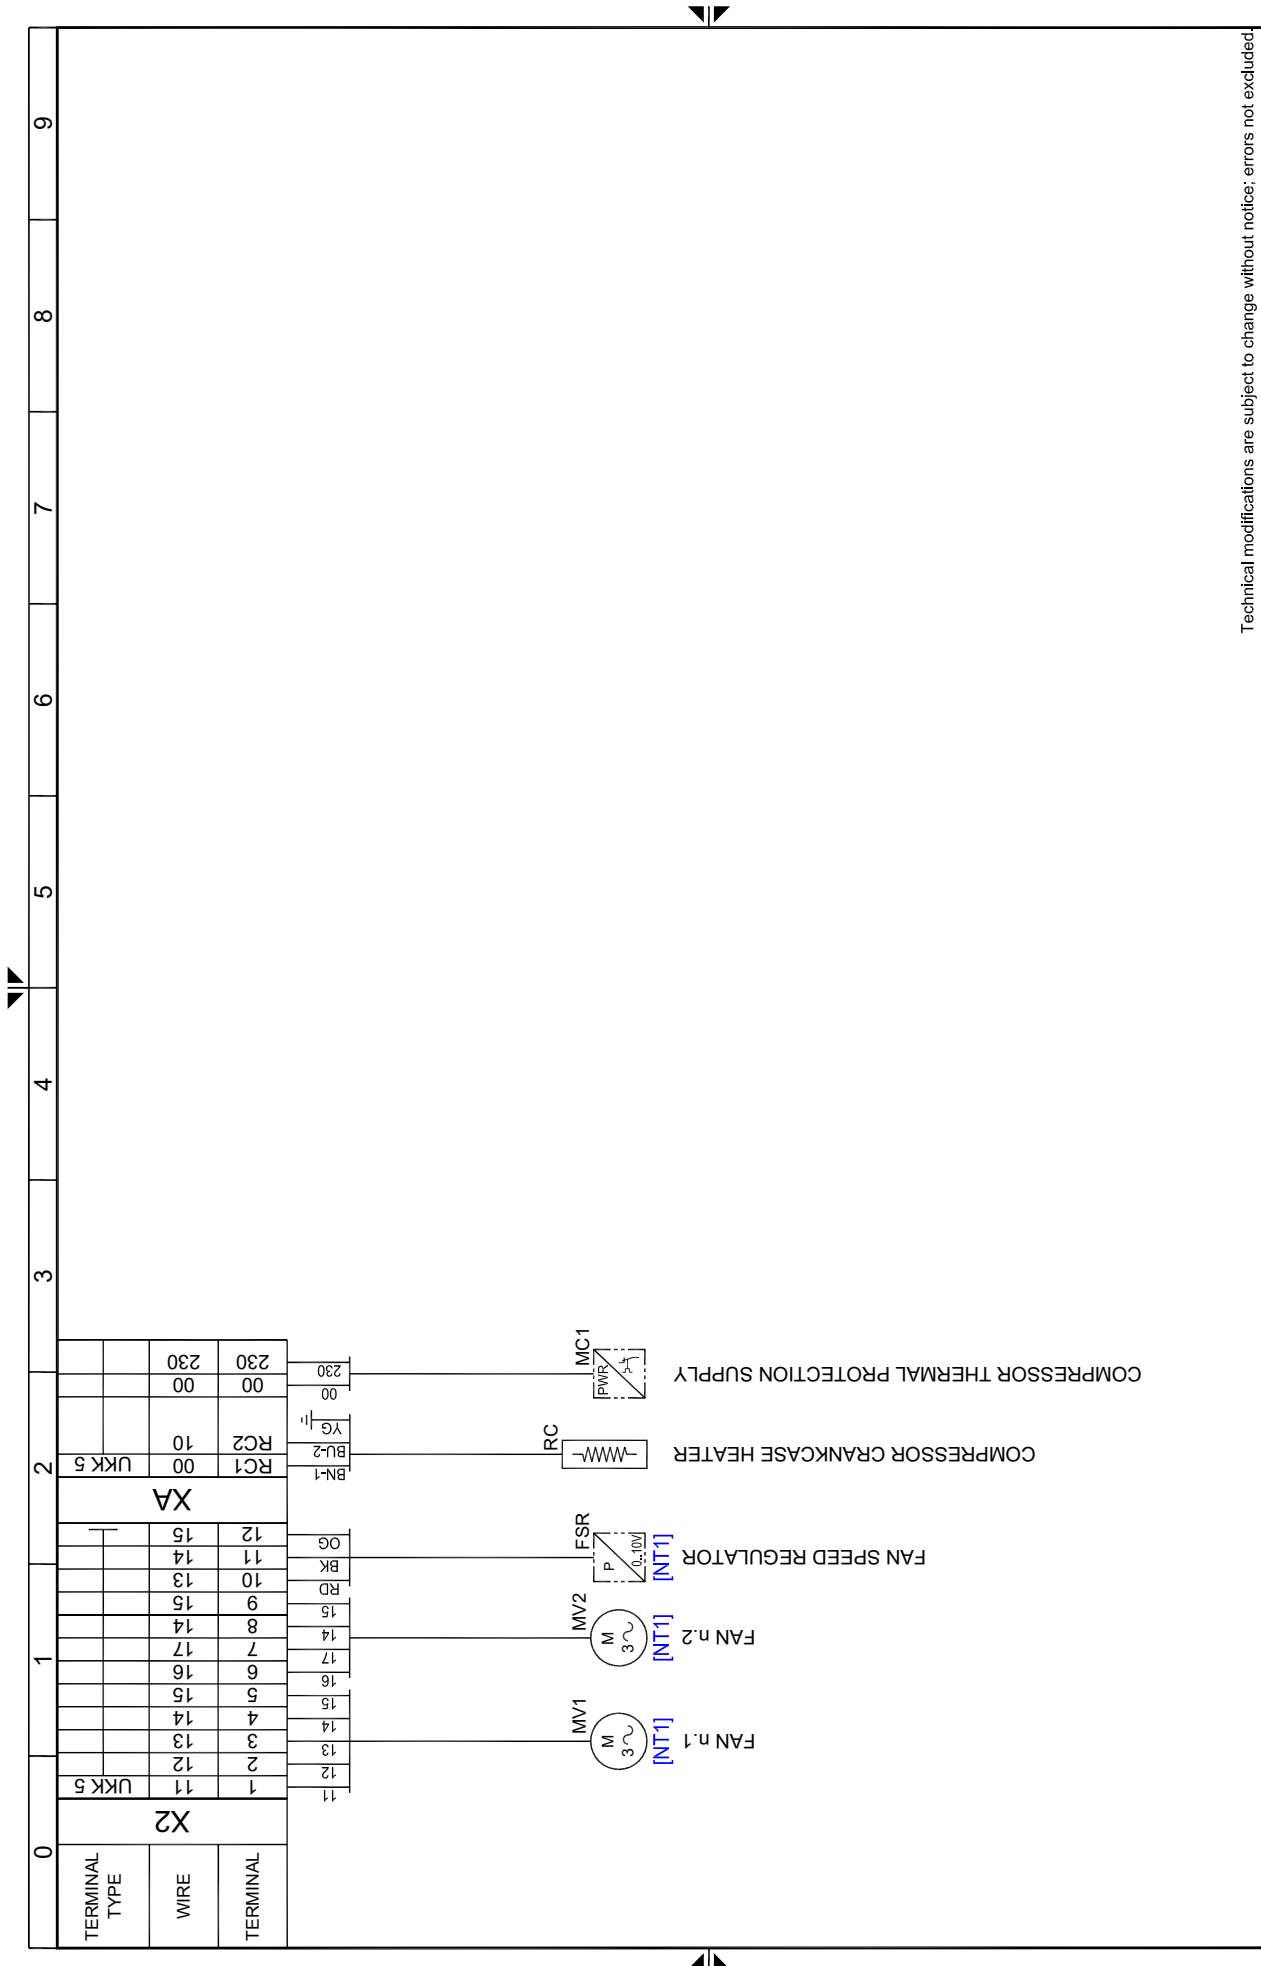 0 1 2 3 4 5 6 7 8 9
TERMINAL
TYPE
UKK 5
UKK 5
WIRE
X2
11 12 13 14 15 16 17 14 15 13 14 15
XA
00 10 00 230
TERMINAL
1 2 3 4 5 6 7 8 9 10 11 12
RC1 RC2 00 230
11 12 13 14 15
16 17 14 15
RD BK OG
BN-1 BU-2 YG
00 230
MV1
M
3
[NT1]
FAN n.1
MV2
M
3
[NT1]
FAN n.2
FSR
P
0..10V
[NT1]
FAN SPEED REGULATOR
RC
COMPRESSOR CRANKCASE HEATER
MC1
PWR
COMPRESSOR THERMAL PROTECTION SUPPLY
Technical modifications are subject to change without notice; errors not excluded.